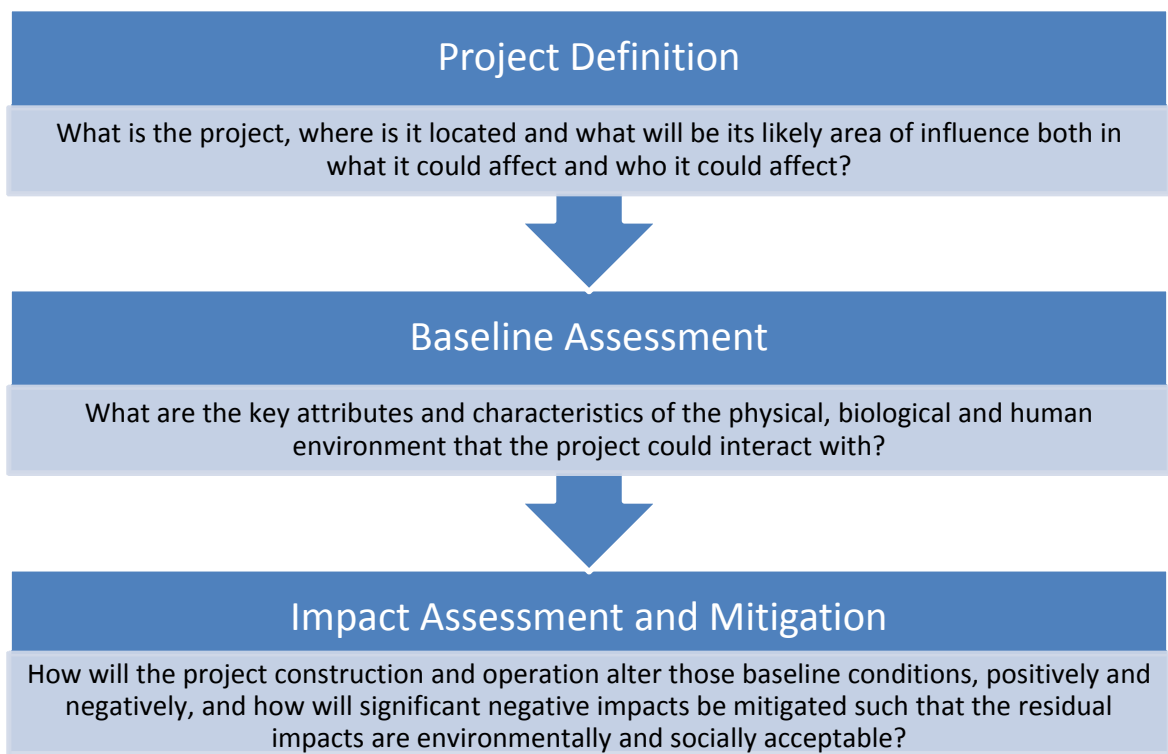 Project Definition
What is the project, where is it located and what will be its likely area of influence both in
what it could affect and who it could affect?
Baseline Assessment
What are the key attributes and characteristics of the physical, biological and human
environment that the project could interact with?
Impact Assessment and Mitigation
How will the project construction and operation alter those baseline conditions, positively and
negatively, and how will significant negative impacts be mitigated such that the residual
impacts are environmentally and socially acceptable?